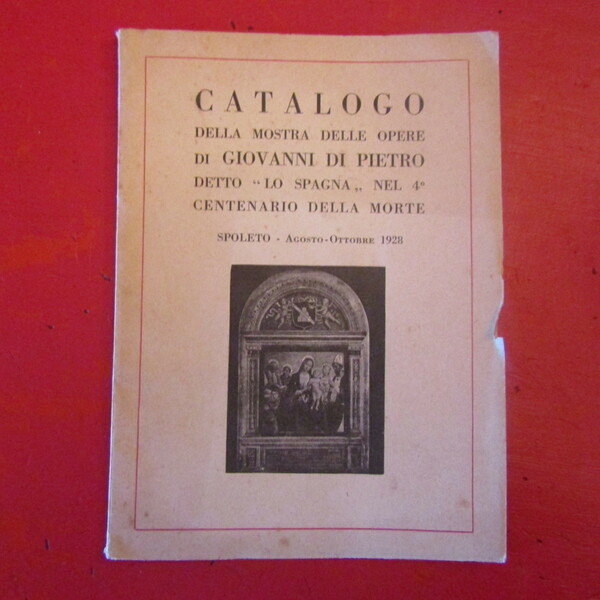 CATALOGO
DELLA MOSTRA DELLE OPERE
DI GIOVANNI DI PIETRO
DETTO "LO SPAGNA„ NEL 4º
CENTENARIO DELLA MORTE
SPOLETO - AGOSTO-OTTOBRE 1928